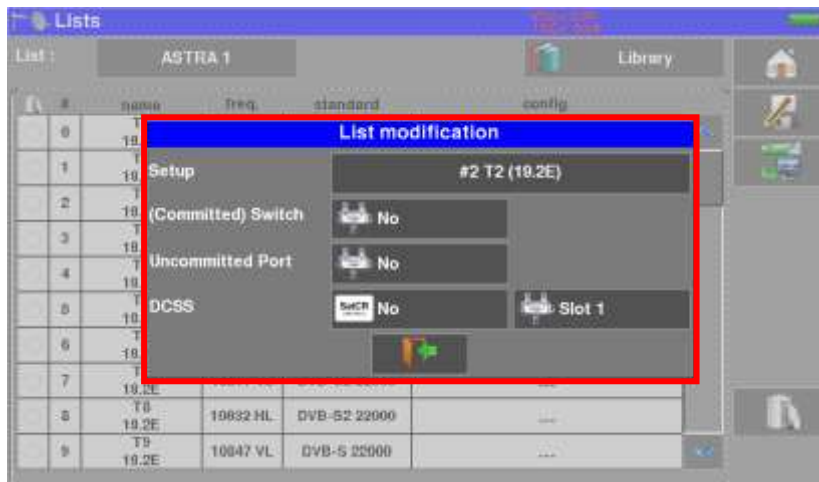 Lists
List : ASTRA 1 Library
# name freq. standard config
List modification
Setup #2 T2 (19.2E)
(Committed) Switch No
Uncommitted Port No
DCSS SatCR No Slot 1
0
1
2
3
4
5
6
7 19.2E
8 T8 19.2E 10832 HL DVB-S2 22000 ---
9 T9 19.2E 10847 VL DVB-S 22000 ---